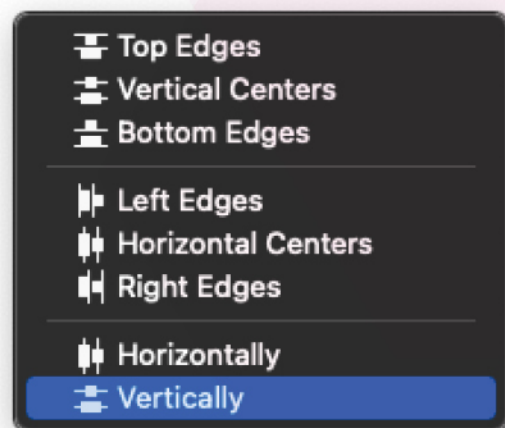 Top Edges
Vertical Centers
Bottom Edges
Left Edges
Horizontal Centers
Right Edges
Horizontally
Vertically